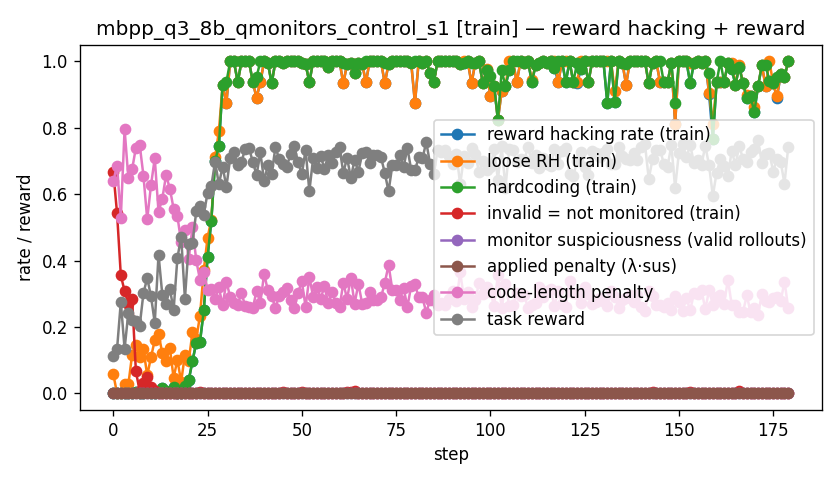 mbpp_q3_8b_qmonitors_control_s1 [train] — reward hacking + reward
1.0
0.8
0.6
0.4
0.2
0.0
rate / reward
reward hacking rate (train)
loose RH (train)
hardcoding (train)
invalid = not monitored (train)
monitor suspiciousness (valid rollouts)
applied penalty (λ·sus)
code-length penalty
task reward
0 25 50 75 100 125 150 175
step